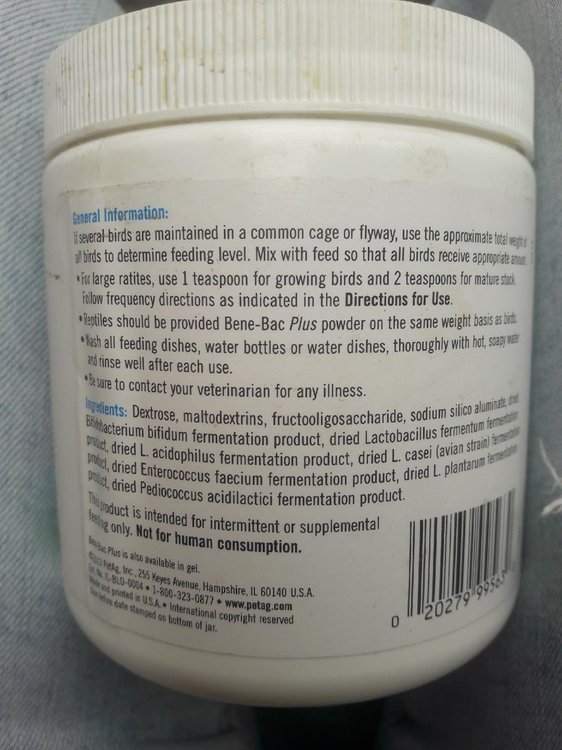 General Information:
If several birds are maintained in a common cage or flyway, use the approximate total weight of
all birds to determine feeding level. Mix with feed so that all birds receive appropriate amount.
• For large ratites, use 1 teaspoon for growing birds and 2 teaspoons for mature stock.
Follow frequency directions as indicated in the Directions for Use.
• Reptiles should be provided Bene-Bac Plus powder on the same weight basis as birds.
• Wash all feeding dishes, water bottles or water dishes, thoroughly with hot, soapy water
and rinse well after each use.
• Be sure to contact your veterinarian for any illness.
Ingredients: Dextrose, maltodextrins, fructooligosaccharide, sodium silico aluminate, dried
Bifidobacterium bifidum fermentation product, dried Lactobacillus fermentum fermentation
product, dried L. acidophilus fermentation product, dried L. casei (avian strain) fermentation
product, dried Enterococcus faecium fermentation product, dried L. plantarum fermentation
product, dried Pediococcus acidilactici fermentation product.
This product is intended for intermittent or supplemental
feeding only. Not for human consumption.
Bene-Bac Plus is also available in gel.
PetAg, Inc., 255 Keyes Avenue, Hampshire, IL 60140 U.S.A.
Est. No. IL-BLO-0004 • 1-800-323-0877 • www.petag.com
Made and printed in U.S.A. • International copyright reserved
Use before date stamped on bottom of jar.
0 20279 99563